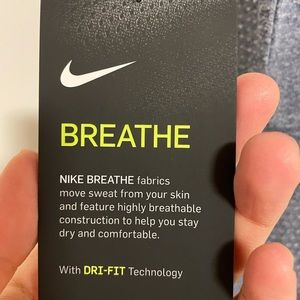 BREATHE
NIKE BREATHE fabrics
move sweat from your skin
and feature highly breathable
construction to help you stay
dry and comfortable.
With DRI-FIT Technology